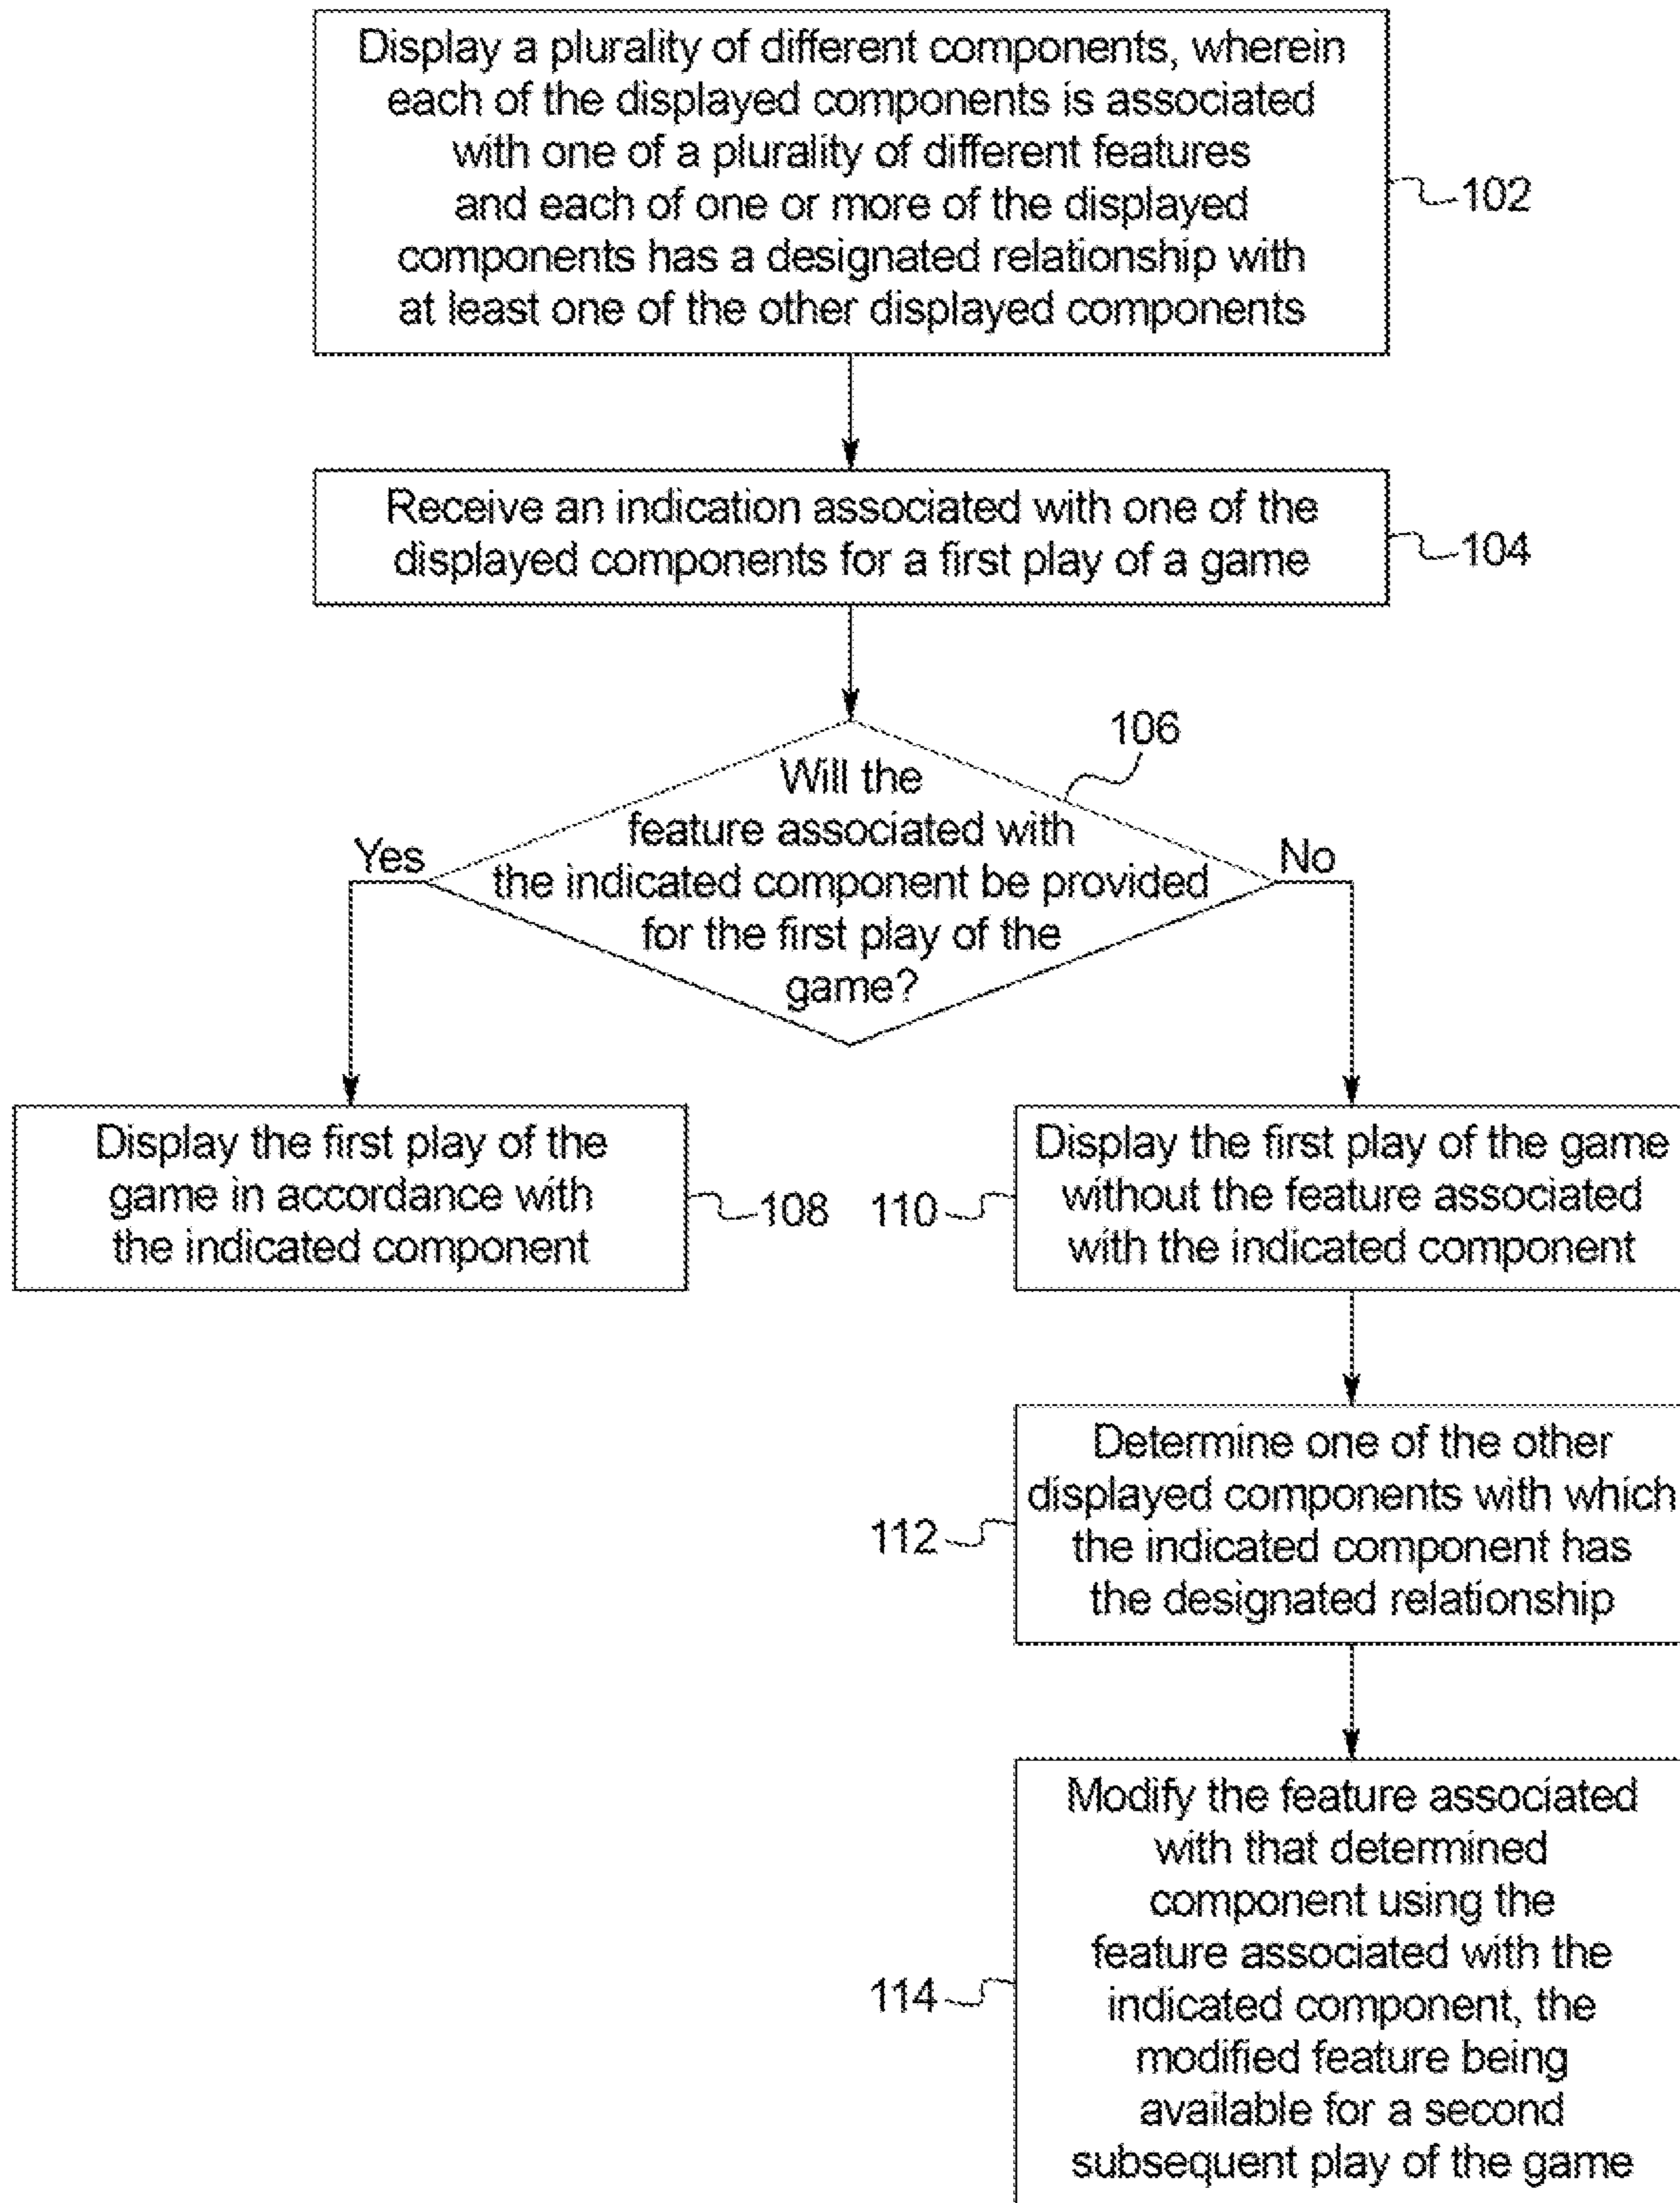 Display a plurality of different components, wherein
each of the displayed components is associated
with one of a plurality of different features
and each of one or more of the displayed
components has a designated relationship with
at least one of the other displayed components
102
Receive an indication associated with one of the
displayed components for a first play of a game
104
106
Will the
feature associated with
the indicated component be provided
for the first play of the
game?
Yes
No
Display the first play of the
game in accordance with
the indicated component
108
110
Display the first play of the game
without the feature associated
with the indicated component
112
Determine one of the other
displayed components with which
the indicated component has
the designated relationship
114
Modify the feature associated
with that determined
component using the
feature associated with the
indicated component, the
modified feature being
available for a second
subsequent play of the game